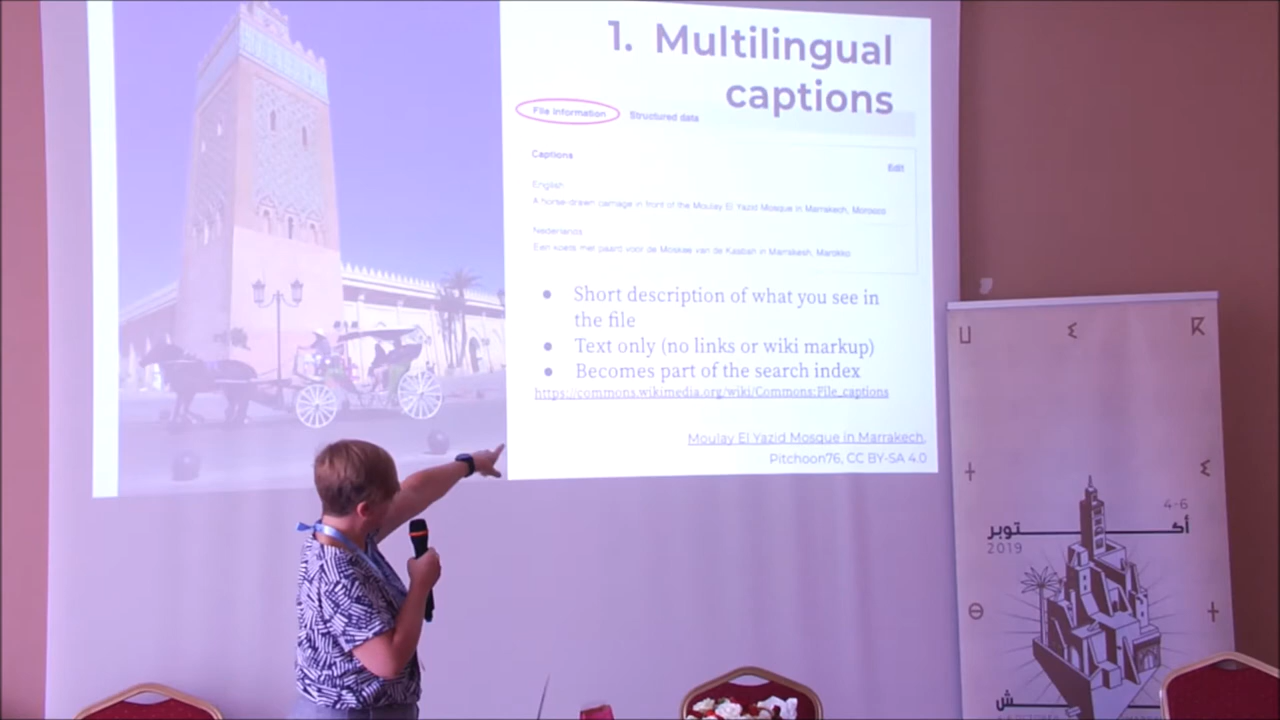 1. Multilingual
captions
File information Structured data
Captions
Edit
English
A horse-drawn carriage in front of the Moulay El Yazid Mosque in Marrakech, Morocco
Nederlands
Een koets met paard voor de Moskee van de Kasbah in Marrakesh, Marokko
● Short description of what you see in
the file
● Text only (no links or wiki markup)
● Becomes part of the search index
https://commons.wikimedia.org/wiki/Commons:File_captions
Moulay El Yazid Mosque in Marrakech,
Pitchoon76, CC BY-SA 4.0
4-6
أكتوبر
2019